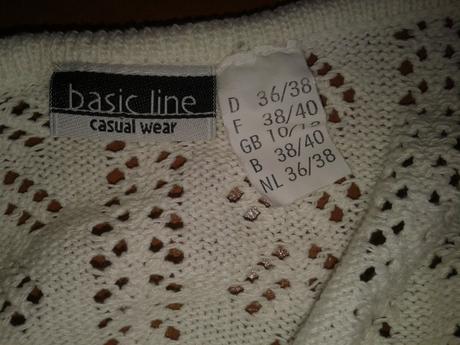 basic line
casual wear
D 36/38
F 38/40
GB 10/12
B 38/40
NL 36/38